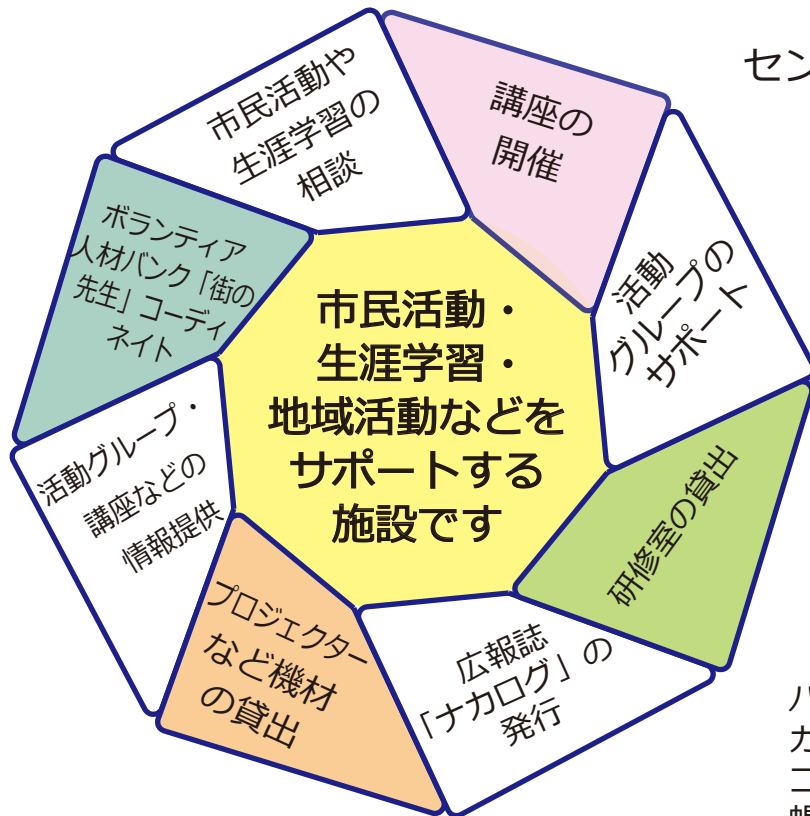 市民活動や
生涯学習の
相談
講座の
開催
活動
グループの
サポート
研修室の貸出
広報誌
「ナカログ」の
発行
プロジェクター
など機材
の貸出
活動グループ・
講座などの
情報提供
ボランティア
人材バンク「街の
先生」コーディ
ネイト
市民活動・
生涯学習・
地域活動などを
サポートする
施設です
セン